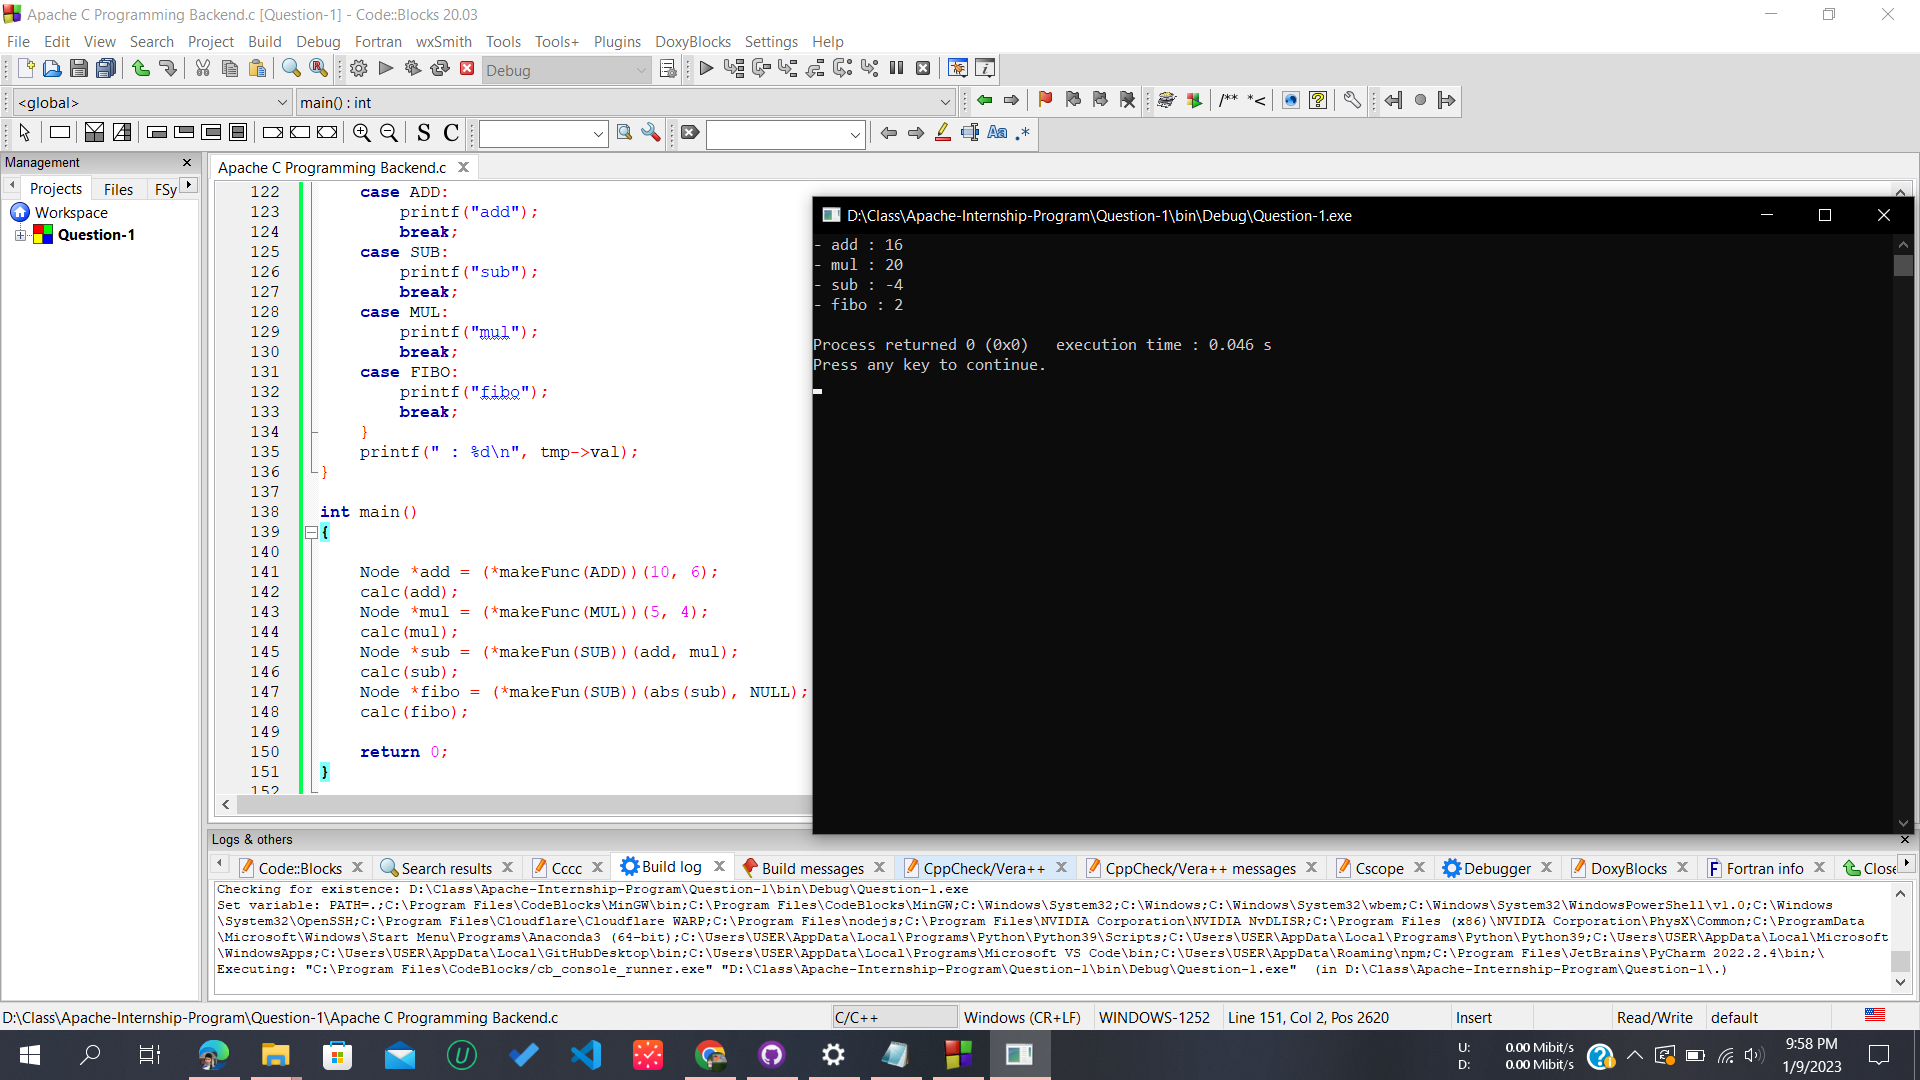 Apache C Programming Backend.c [Question-1] - Code::Blocks 20.03
File Edit View Search Project Build Debug Fortran wxSmith Tools Tools+ Plugins DoxyBlocks Settings Help
Debug
<global> main() : int
/** *<
S C Aa .*
Management
Projects Files FSy
Workspace
Question-1
Apache C Programming Backend.c
122 case ADD:
123 printf("add");
124 break;
125 case SUB:
126 printf("sub");
127 break;
128 case MUL:
129 printf("mul");
130 break;
131 case FIBO:
132 printf("fibo");
133 break;
134 }
135 printf(" : %d\n", tmp->val);
136 }
137
138 int main()
139 {
140
141 Node *add = (*makeFunc(ADD))(10, 6);
142 calc(add);
143 Node *mul = (*makeFunc(MUL))(5, 4);
144 calc(mul);
145 Node *sub = (*makeFun(SUB))(add, mul);
146 calc(sub);
147 Node *fibo = (*makeFun(SUB))(abs(sub), NULL);
148 calc(fibo);
149
150 return 0;
151 }
152
D:\Class\Apache-Internship-Program\Question-1\bin\Debug\Question-1.exe
- add : 16
- mul : 20
- sub : -4
- fibo : 2
Process returned 0 (0x0) execution time : 0.046 s
Press any key to continue.
Logs & others
Code::Blocks Search results Cccc Build log Build messages CppCheck/Vera++ CppCheck/Vera++ messages Cscope Debugger DoxyBlocks Fortran info Close
Checking for existence: D:\Class\Apache-Internship-Program\Question-1\bin\Debug\Question-1.exe
Set variable: PATH=.;C:\Program Files\CodeBlocks\MinGW\bin;C:\Program Files\CodeBlocks\MinGW;C:\Windows\System32;C:\Windows;C:\Windows\System32\wbem;C:\Windows\System32\WindowsPowerShell\v1.0;C:\Windows
\System32\OpenSSH;C:\Program Files\Cloudflare\Cloudflare WARP;C:\Program Files\nodejs;C:\Program Files\NVIDIA Corporation\NVIDIA NvDLISR;C:\Program Files (x86)\NVIDIA Corporation\PhysX\Common;C:\ProgramData
\Microsoft\Windows\Start Menu\Programs\Anaconda3 (64-bit);C:\Users\USER\AppData\Local\Programs\Python\Python39\Scripts;C:\Users\USER\AppData\Local\Programs\Python\Python39;C:\Users\USER\AppData\Local\Microsoft
\WindowsApps;C:\Users\USER\AppData\Local\GitHubDesktop\bin;C:\Users\USER\AppData\Local\Programs\Microsoft VS Code\bin;C:\Users\USER\AppData\Roaming\npm;C:\Program Files\JetBrains\PyCharm 2022.2.4\bin;\
Executing: "C:\Program Files\CodeBlocks/cb_console_runner.exe" "D:\Class\Apache-Internship-Program\Question-1\bin\Debug\Question-1.exe" (in D:\Class\Apache-Internship-Program\Question-1\.)
D:\Class\Apache-Internship-Program\Question-1\Apache C Programming Backend.c C/C++ Windows (CR+LF) WINDOWS-1252 Line 151, Col 2, Pos 2620 Insert Read/Write default
U: 0.00 Mibit/s
D: 0.00 Mibit/s
9:58 PM
1/9/2023